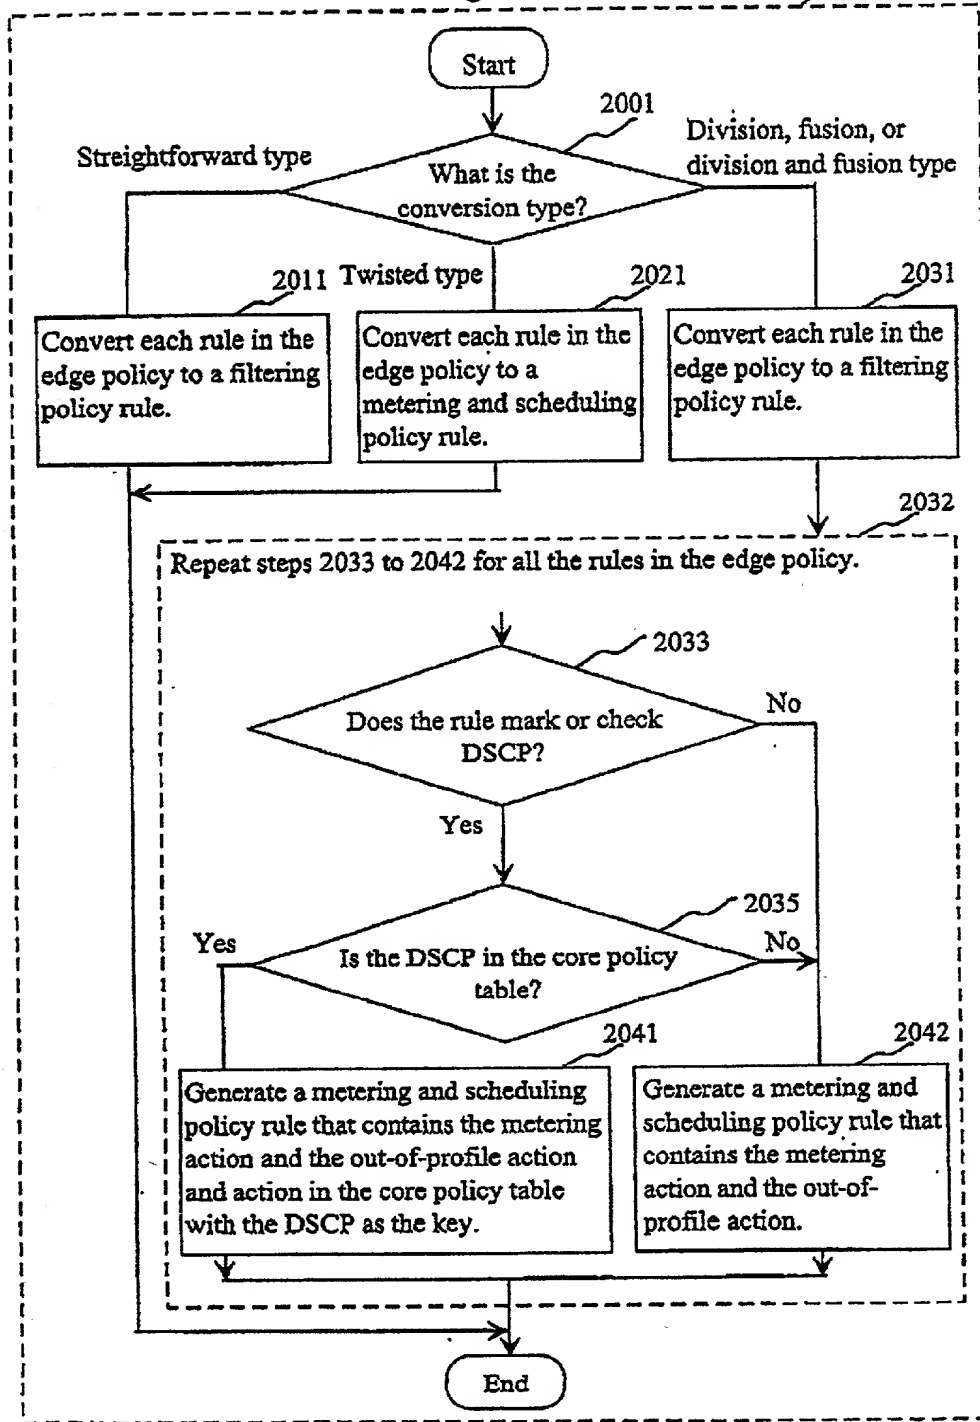 Start
2001
Streightforward type
Division, fusion, or
division and fusion type
What is the
conversion type?
2011
Twisted type
2021
2031
Convert each rule in the
edge policy to a filtering
policy rule.
Convert each rule in the
edge policy to a
metering and scheduling
policy rule.
Convert each rule in the
edge policy to a filtering
policy rule.
2032
Repeat steps 2033 to 2042 for all the rules in the edge policy.
2033
No
Does the rule mark or check
DSCP?
Yes
2035
Yes
No
Is the DSCP in the core policy
table?
2041
2042
Generate a metering and scheduling
policy rule that contains the metering
action and the out-of-profile action
and action in the core policy table
with the DSCP as the key.
Generate a metering and
scheduling policy rule that
contains the metering
action and the out-of-
profile action.
End